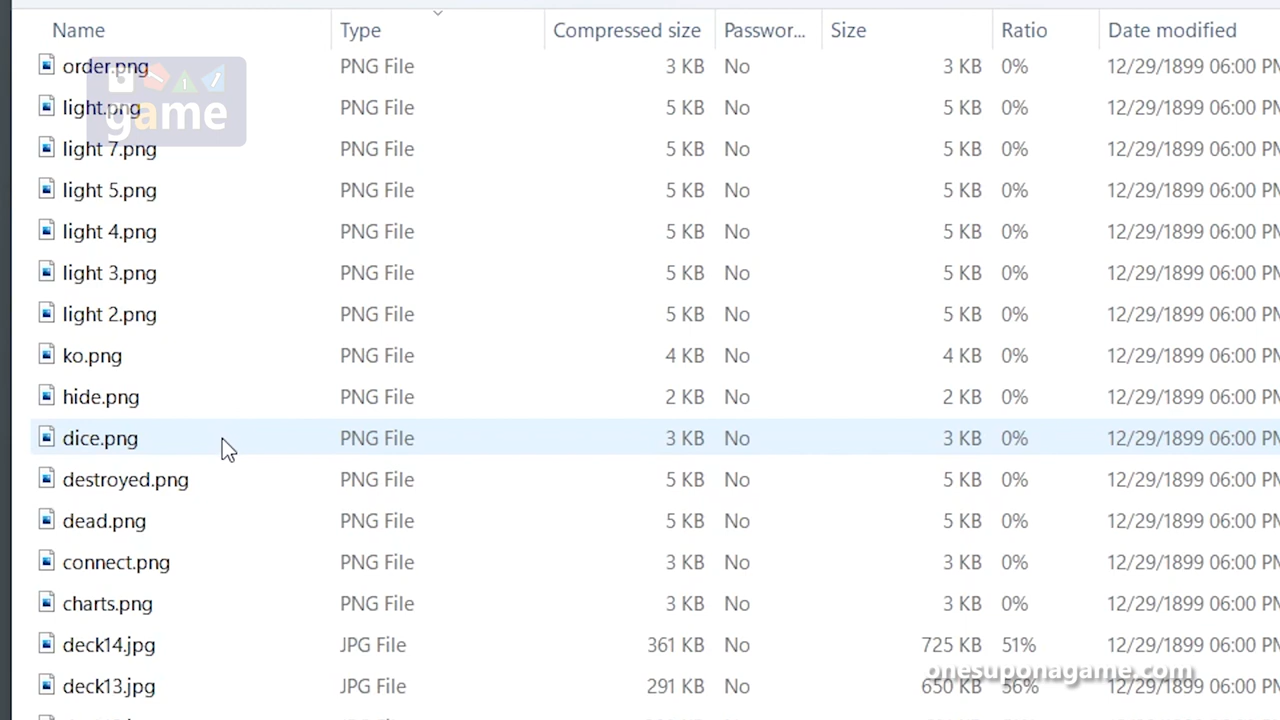 Name Type Compressed size Passwor... Size Ratio Date modified
order.png PNG File 3 KB No 3 KB 0% 12/29/1899 06:00 PM
light.png PNG File 5 KB No 5 KB 0% 12/29/1899 06:00 PM
game
light 7.png PNG File 5 KB No 5 KB 0% 12/29/1899 06:00 PM
light 5.png PNG File 5 KB No 5 KB 0% 12/29/1899 06:00 PM
light 4.png PNG File 5 KB No 5 KB 0% 12/29/1899 06:00 PM
light 3.png PNG File 5 KB No 5 KB 0% 12/29/1899 06:00 PM
light 2.png PNG File 5 KB No 5 KB 0% 12/29/1899 06:00 PM
ko.png PNG File 4 KB No 4 KB 0% 12/29/1899 06:00 PM
hide.png PNG File 2 KB No 2 KB 0% 12/29/1899 06:00 PM
dice.png PNG File 3 KB No 3 KB 0% 12/29/1899 06:00 PM
destroyed.png PNG File 5 KB No 5 KB 0% 12/29/1899 06:00 PM
dead.png PNG File 5 KB No 5 KB 0% 12/29/1899 06:00 PM
connect.png PNG File 3 KB No 3 KB 0% 12/29/1899 06:00 PM
charts.png PNG File 3 KB No 3 KB 0% 12/29/1899 06:00 PM
deck14.jpg JPG File 361 KB No 725 KB 51% 12/29/1899 06:00 PM
onesuponagame.com
deck13.jpg JPG File 291 KB No 650 KB 56% 12/29/1899 06:00 PM